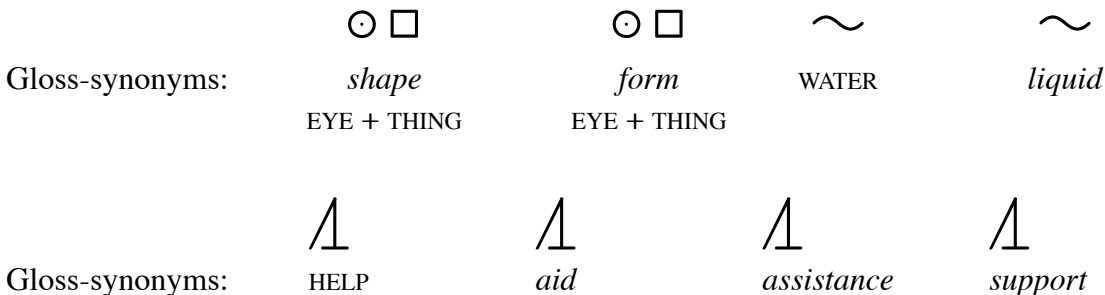 Gloss-synonyms: shape form WATER liquid
EYE + THING EYE + THING
Gloss-synonyms: HELP aid assistance support